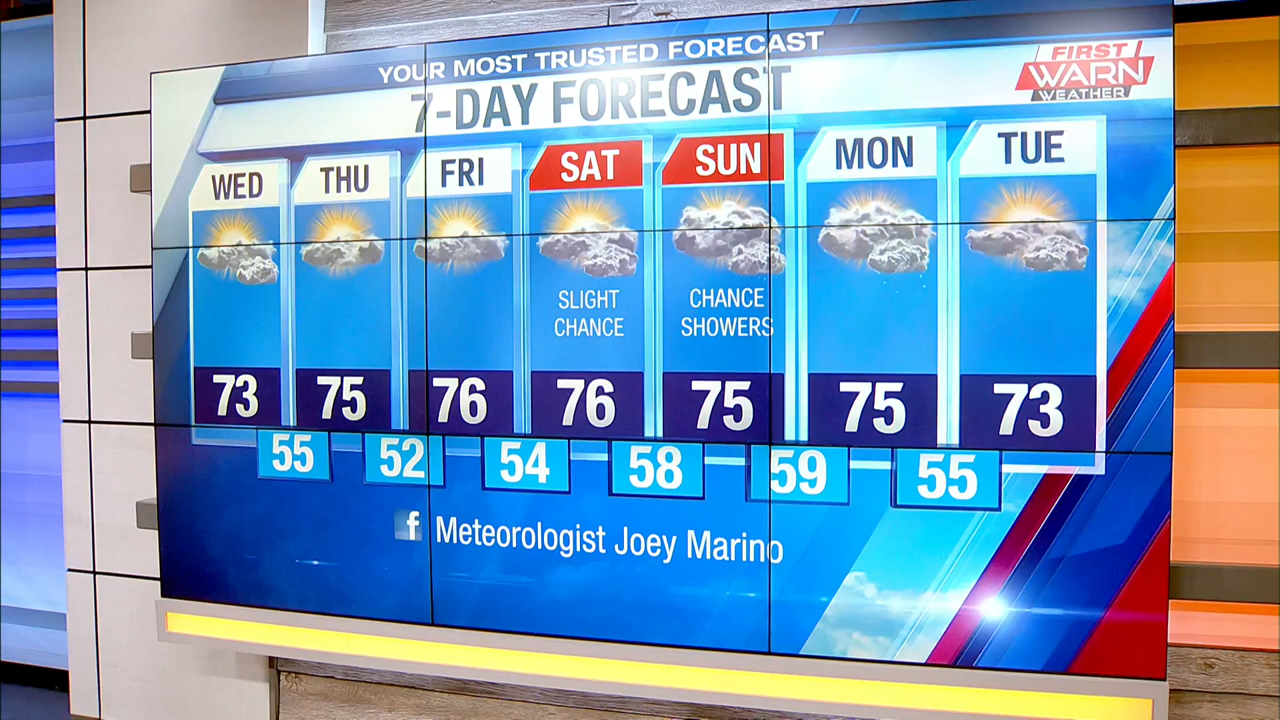 YOUR MOST TRUSTED FORECAST
7-DAY FORECAST
FIRST
WARN
WEATHER
WED THU FRI SAT SUN MON TUE
SLIGHT
CHANCE
CHANCE
SHOWERS
73 75 76 76 75 75 73
55 52 54 58 59 55
f Meteorologist Joey Marino